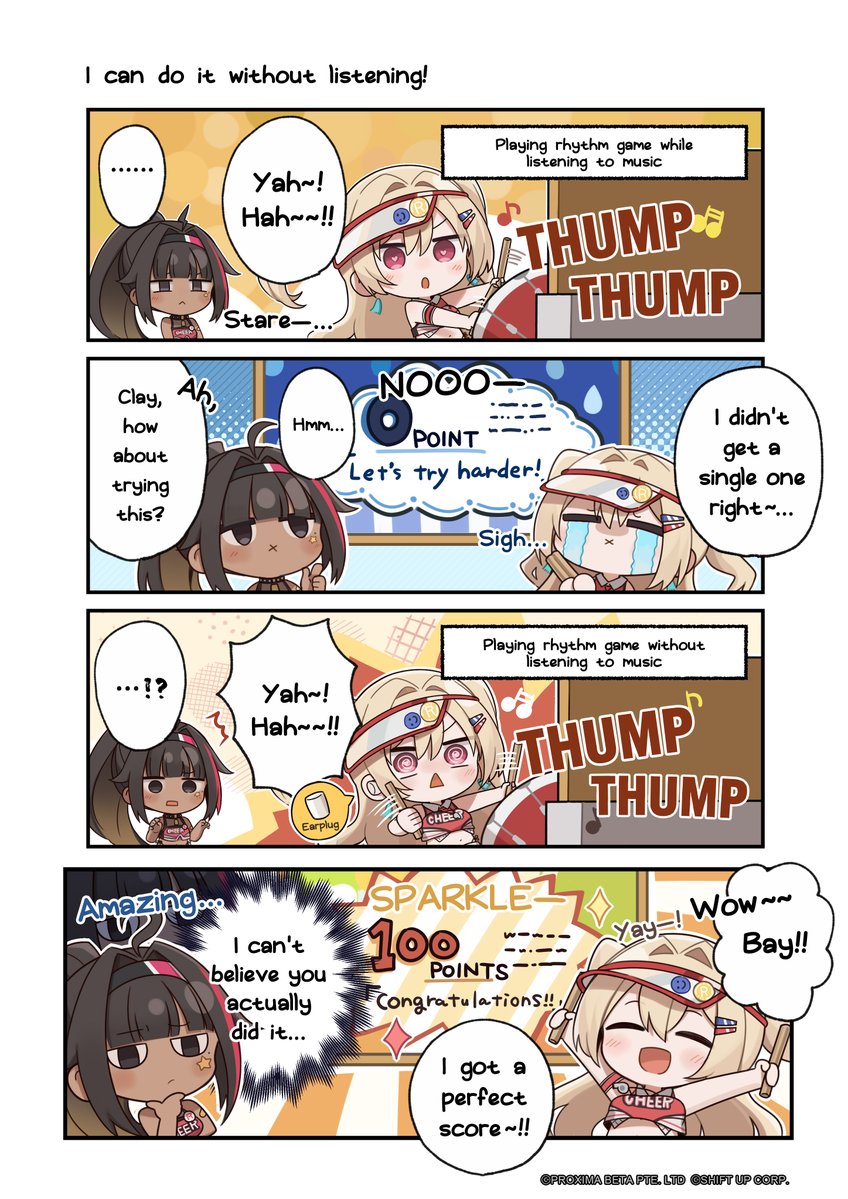 I can do it without listening!
......
Yah~!
Hah~~!!
Playing rhythm game while
listening to music
THUMP
THUMP
Stare—...
Clay,
how
about
trying
this?
Ah,
Hmm...
NOOO—
0 POINT
Let's try harder!
Sigh...
I didn't
get a
single one
right~...
...!?
Yah~!
Hah~~!!
Earplug
Playing rhythm game without
listening to music
THUMP
THUMP
CHEER
Amazing...
I can't
believe you
actually
did it...
SPARKLE—
100
POINTS
Congratulations!!
Yay—!
Wow~~
Bay!!
I got a
perfect
score~!!
CHEER
©PROXIMA BETA PTE. LTD ©SHIFT UP CORP.